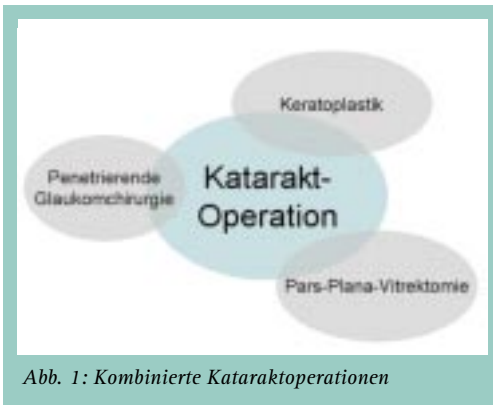 Keratoplastik
Penetrierende
Glaukomchirurgie
Katarakt-
Operation
Pars-Plana-Vitrektomie
Abb. 1: Kombinierte Kataraktoperationen